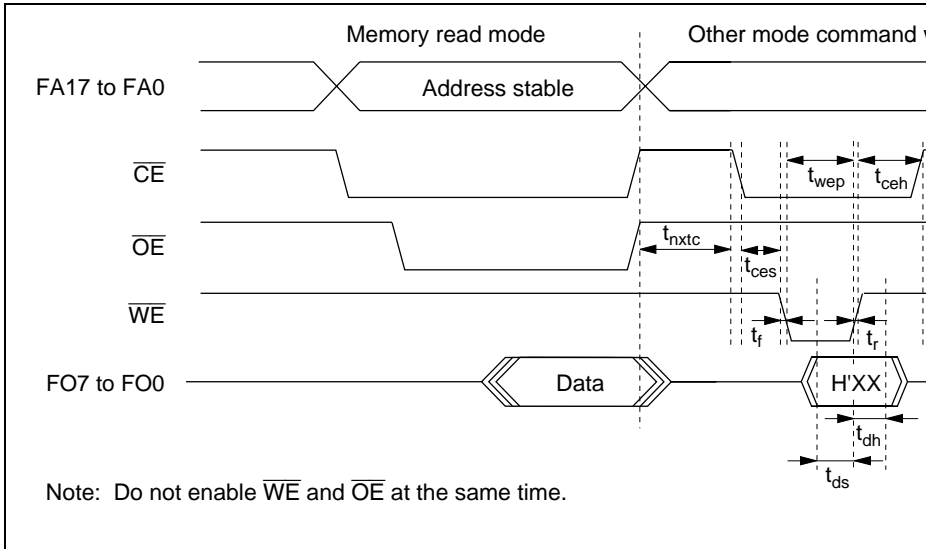 Memory read mode Other mode command
FA17 to FA0 Address stable
CE
twep tceh
OE
tnxtc
tces
WE
tf tr
FO7 to FO0 Data H'XX
tdh
tds
Note: Do not enable WE and OE at the same time.